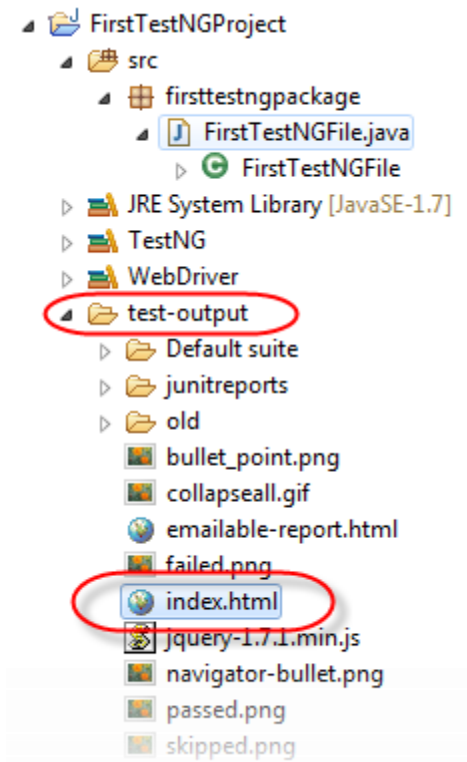 FirstTestNGProject
src
firsttestngpackage
FirstTestNGFile.java
FirstTestNGFile
JRE System Library [JavaSE-1.7]
TestNG
WebDriver
test-output
Default suite
junitreports
old
bullet_point.png
collapseall.gif
emailable-report.html
failed.png
index.html
jquery-1.7.1.min.js
navigator-bullet.png
passed.png
skipped.png